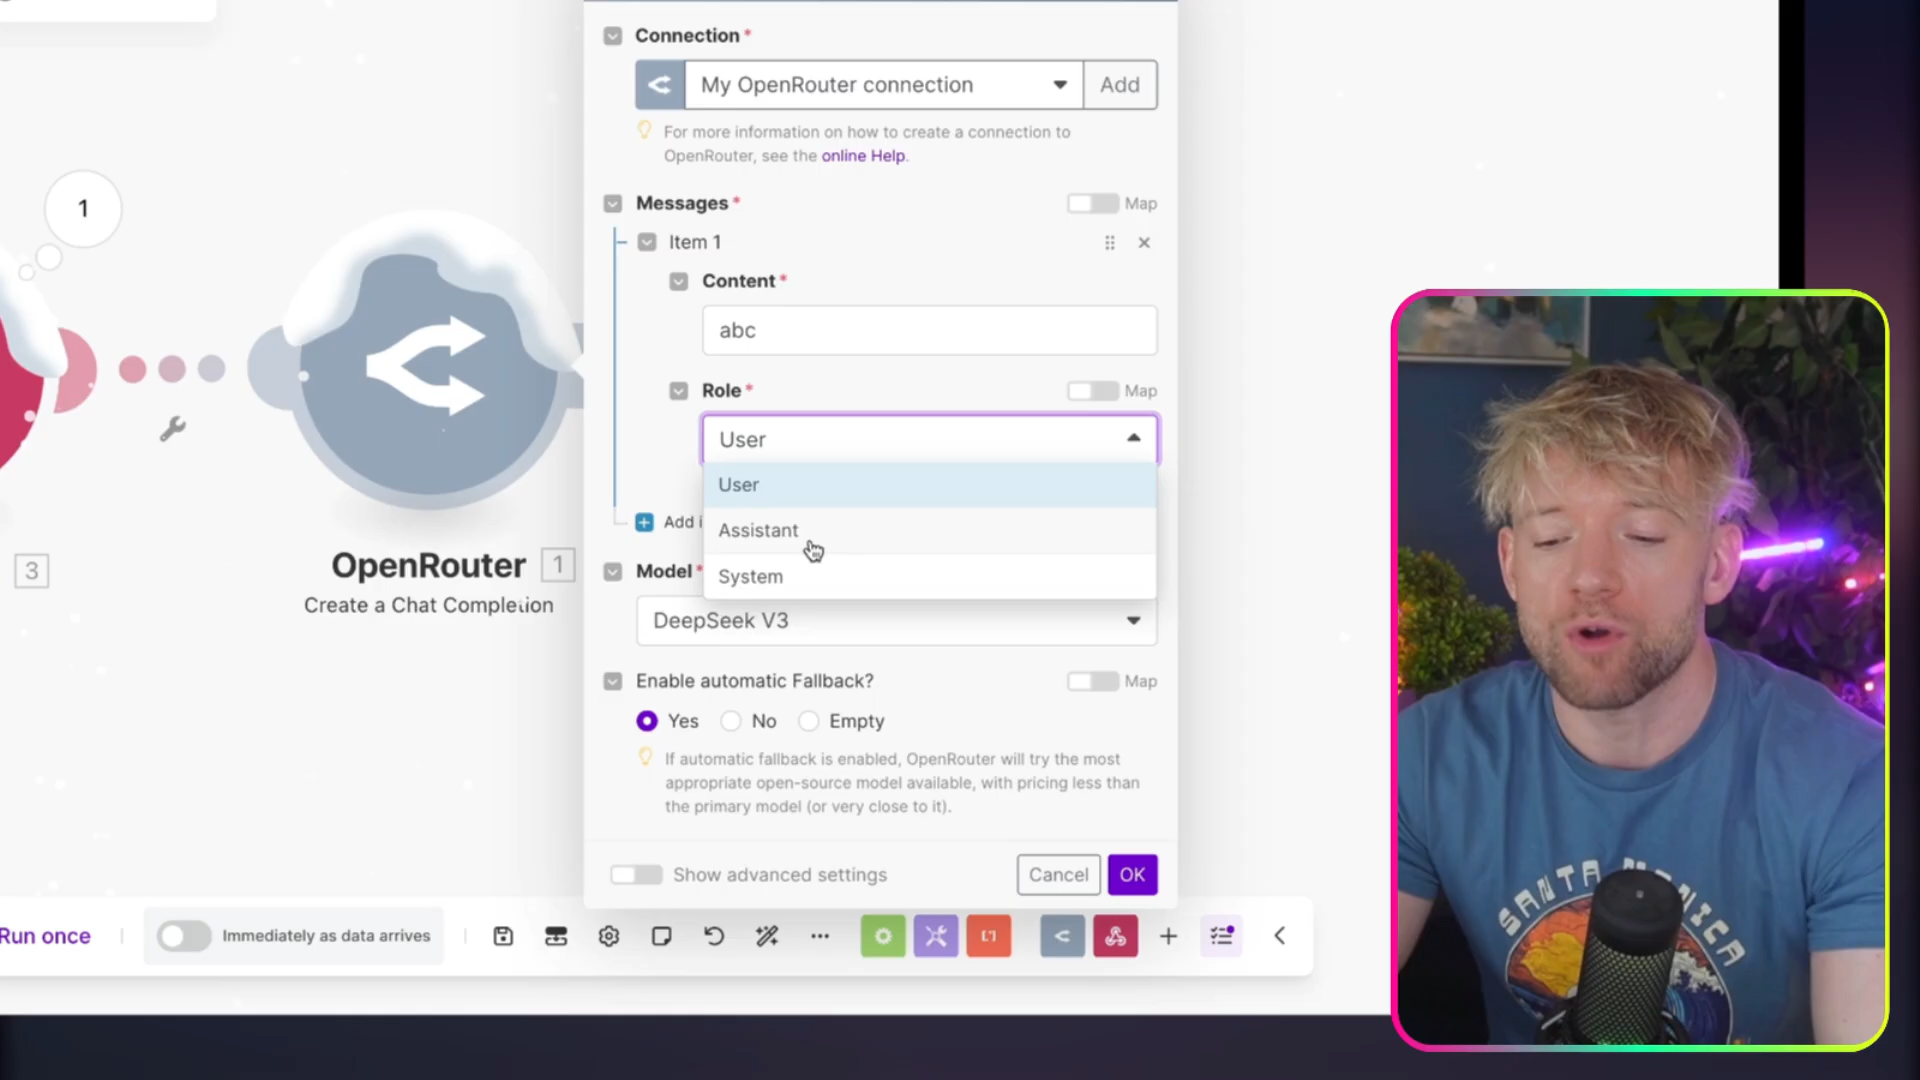 Connection *
My OpenRouter connection
Add
For more information on how to create a connection to
OpenRouter, see the online Help.
Messages *
Map
Item 1
Content *
abc
Role *
Map
User
User
Assistant
System
Add i
Model *
DeepSeek V3
Enable automatic Fallback?
Map
Yes
No
Empty
If automatic fallback is enabled, OpenRouter will try the most
appropriate open-source model available, with pricing less than
the primary model (or very close to it).
Show advanced settings
Cancel
OK
1
3
OpenRouter 1
Create a Chat Completion
Run once
Immediately as data arrives
SANTA MONICA